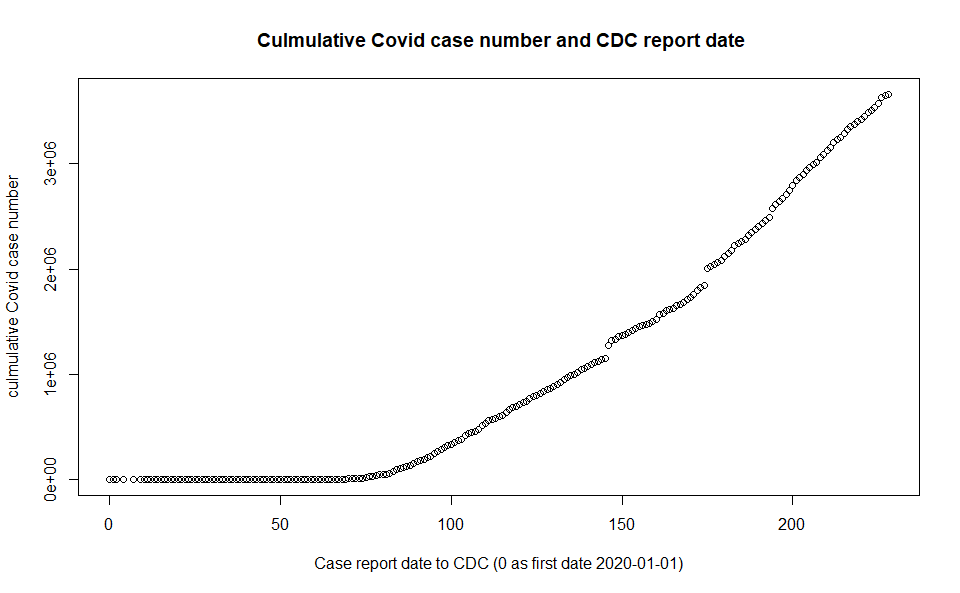 Culmulative Covid case number and CDC report date
culmulative Covid case number
3e+06
2e+06
1e+06
0e+00
0 50 100 150 200
Case report date to CDC (0 as first date 2020-01-01)